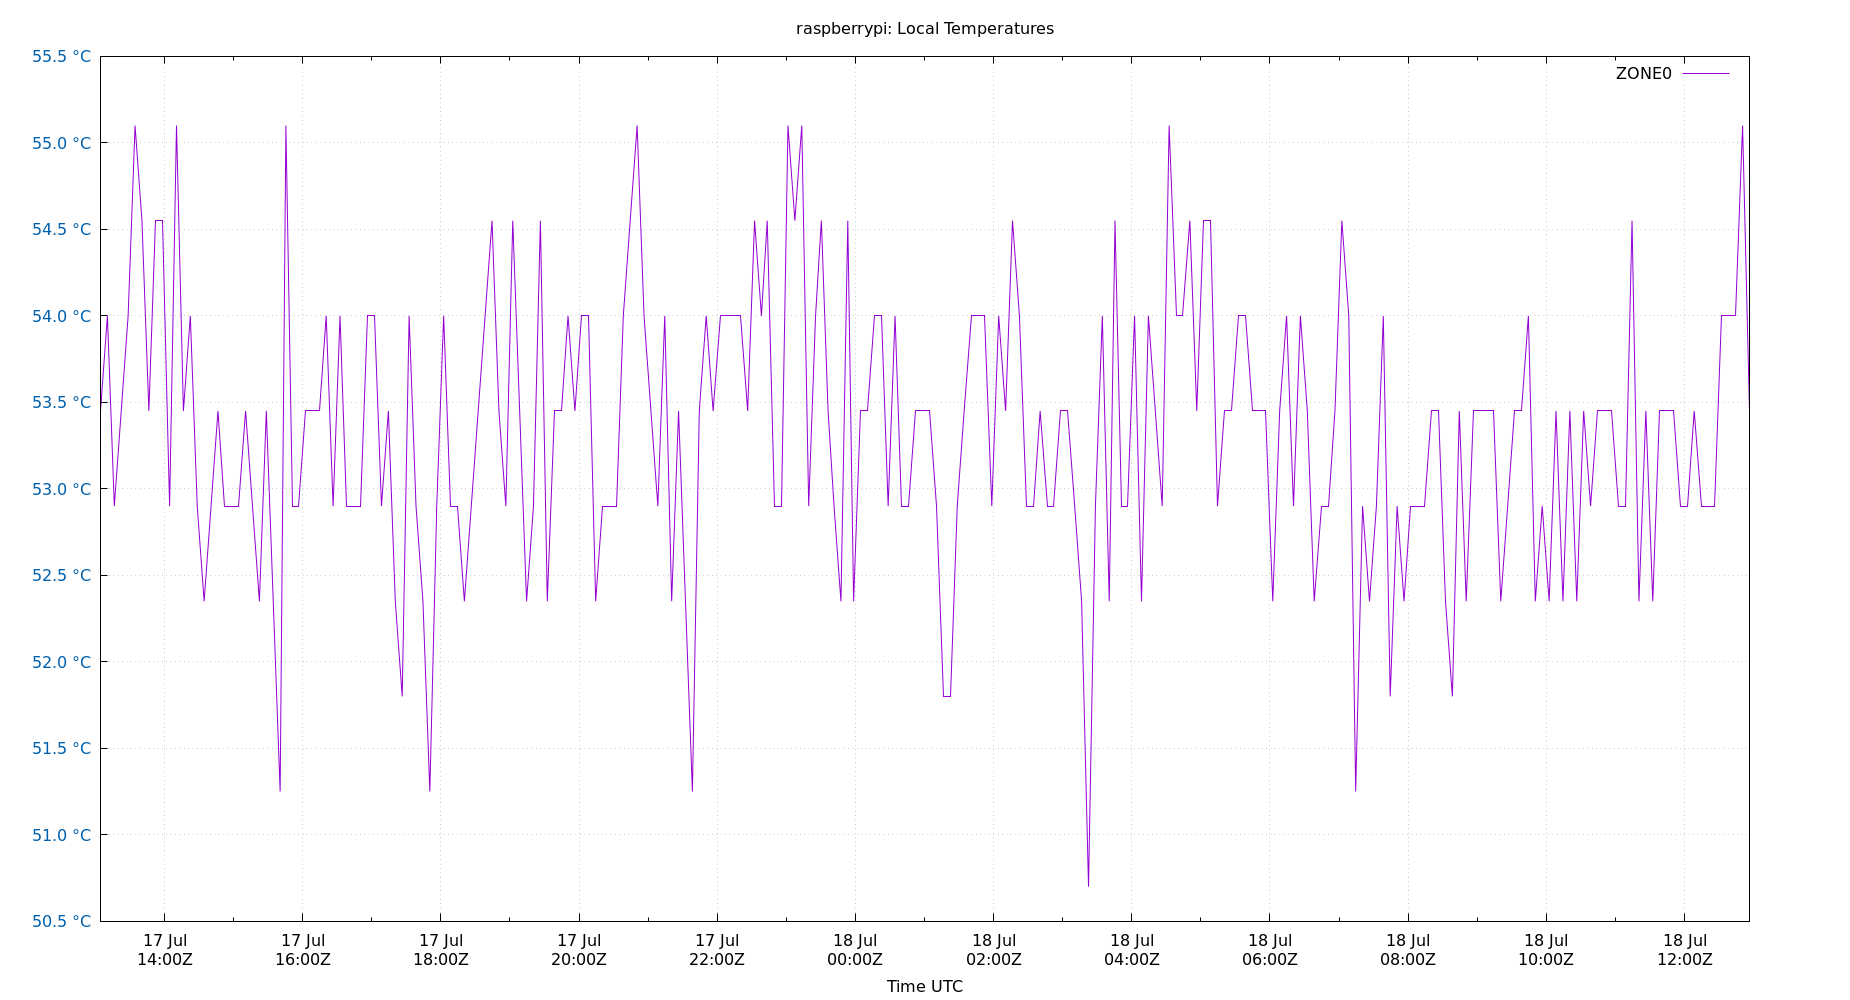 raspberrypi: Local Temperatures
55.5 °C
ZONE0
55.0 °C
54.5 °C
54.0 °C
53.5 °C
53.0 °C
52.5 °C
52.0 °C
51.5 °C
51.0 °C
50.5 °C
17 Jul 17 Jul 17 Jul 17 Jul 17 Jul 18 Jul 18 Jul 18 Jul 18 Jul 18 Jul 18 Jul 18 Jul
14:00Z 16:00Z 18:00Z 20:00Z 22:00Z 00:00Z 02:00Z 04:00Z 06:00Z 08:00Z 10:00Z 12:00Z
Time UTC